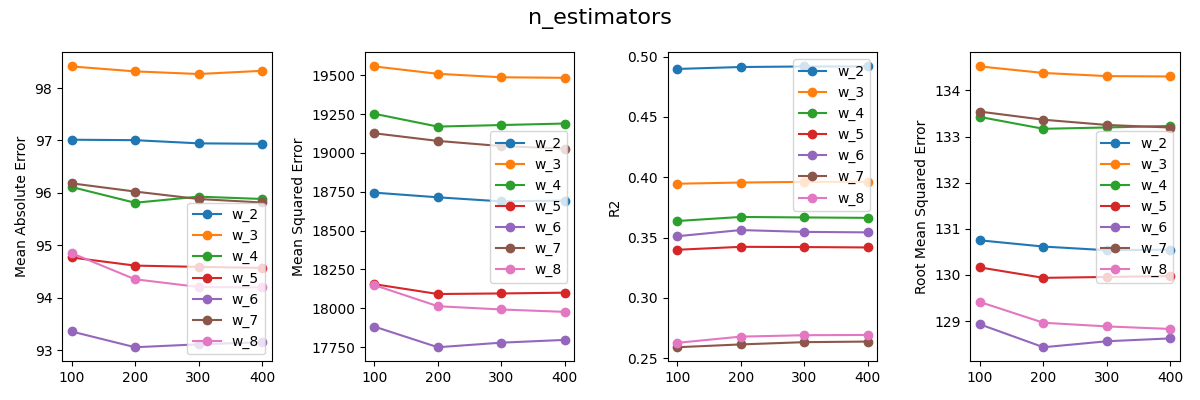 n_estimators
Mean Absolute Error
98
97
96
95
94
93
100 200 300 400
w_2
w_3
w_4
w_5
w_6
w_7
w_8
Mean Squared Error
19500
19250
19000
18750
18500
18250
18000
17750
100 200 300 400
w_2
w_3
w_4
w_5
w_6
w_7
w_8
R2
0.50
0.45
0.40
0.35
0.30
0.25
100 200 300 400
w_2
w_3
w_4
w_5
w_6
w_7
w_8
Root Mean Squared Error
134
133
132
131
130
129
100 200 300 400
w_2
w_3
w_4
w_5
w_6
w_7
w_8